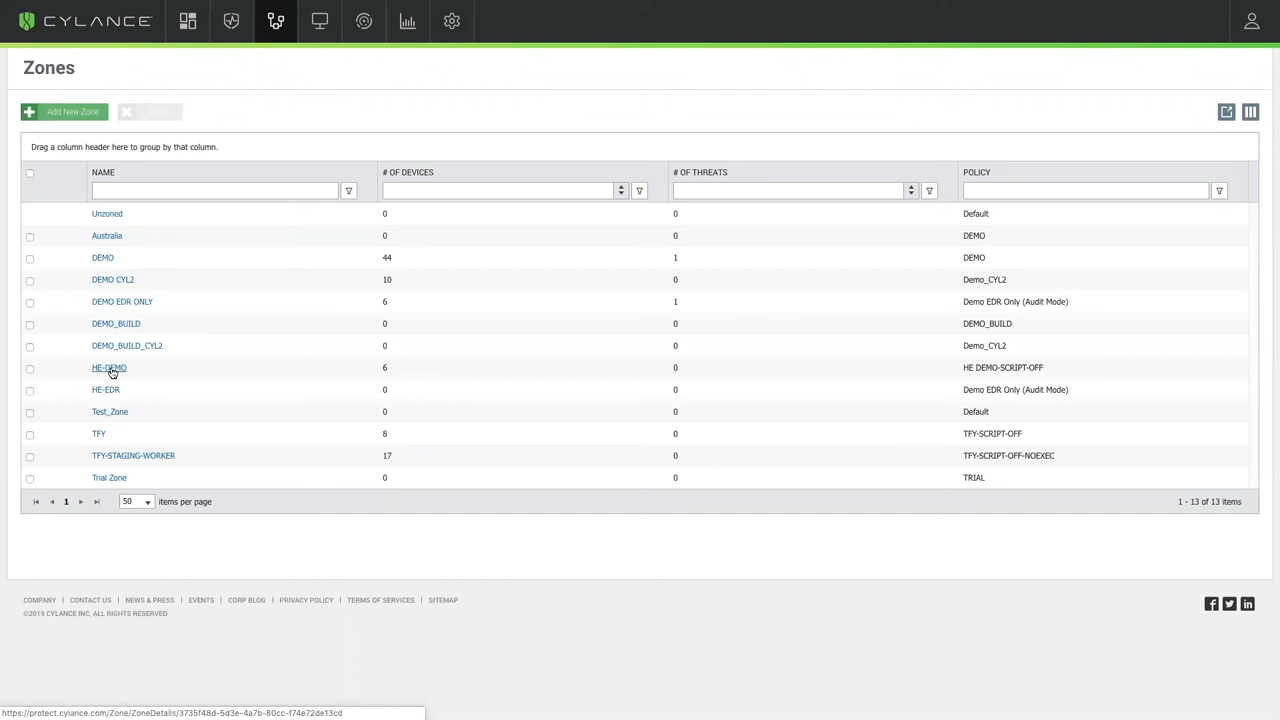 CYLANCE
Zones
Add New Zone
Drag a column header here to group by that column.
NAME # OF DEVICES # OF THREATS POLICY
Unzoned 0 0 Default
Australia 0 0 DEMO
DEMO 44 1 DEMO
DEMO CYL2 10 0 Demo_CYL2
DEMO EDR ONLY 6 1 Demo EDR Only (Audit Mode)
DEMO_BUILD 0 0 DEMO_BUILD
DEMO_BUILD_CYL2 0 0 Demo_CYL2
HE-DEMO 6 0 HE DEMO-SCRIPT-OFF
HE-EDR 0 0 Demo EDR Only (Audit Mode)
Test_Zone 0 0 Default
TFY 8 0 TFY-SCRIPT-OFF
TFY-STAGING-WORKER 17 0 TFY-SCRIPT-OFF-NOEXEC
Trial Zone 0 0 TRIAL
1 50 items per page 1 - 13 of 13 items
COMPANY | CONTACT US | NEWS & PRESS | EVENTS | CORP BLOG | PRIVACY POLICY | TERMS OF SERVICES | SITEMAP
©2019 CYLANCE INC, ALL RIGHTS RESERVED
https://protect.cylance.com/Zone/ZoneDetails/3735f48d-5d3e-4a7b-80cc-f74e72de13cd